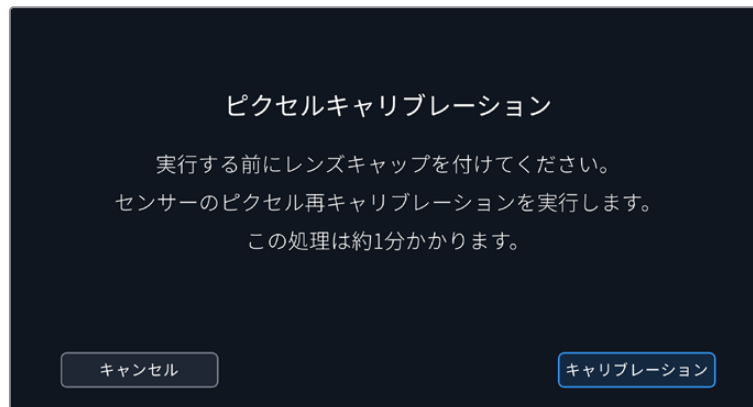 ピクセルキャリブレーション
実行する前にレンズキャップを付けてください。
センサーのピクセル再キャリブレーションを実行します。
この処理は約1分かかります。
キャンセル
キャリブレーション